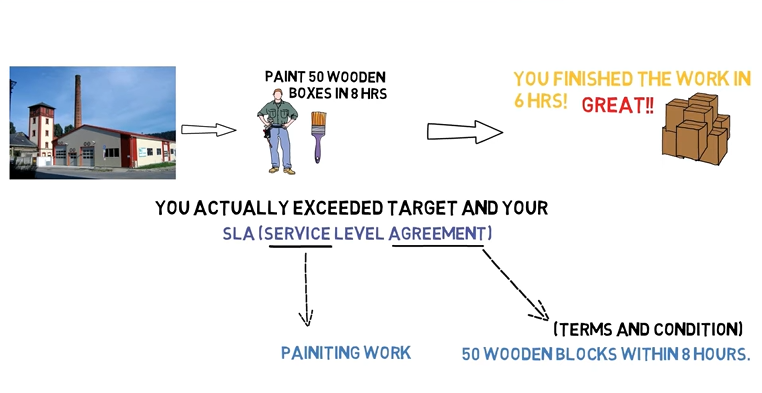 PAINT 50 WOODEN
BOXES IN 8 HRS
YOU FINISHED THE WORK IN
6 HRS! GREAT!!
YOU ACTUALLY EXCEEDED TARGET AND YOUR
SLA (SERVICE LEVEL AGREEMENT)
PAINITING WORK
(TERMS AND CONDITION)
50 WOODEN BLOCKS WITHIN 8 HOURS.